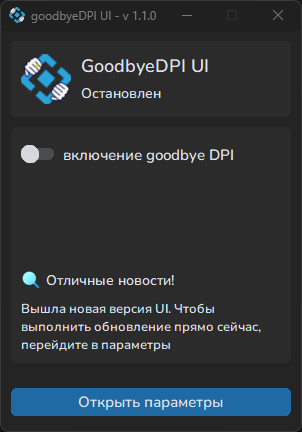 goodbyeDPI UI - v 1.1.0
GoodbyeDPI UI
Остановлен
включение goodbye DPI
Отличные новости!
Вышла новая версия UI. Чтобы
выполнить обновление прямо сейчас,
перейдите в параметры
Открыть параметры